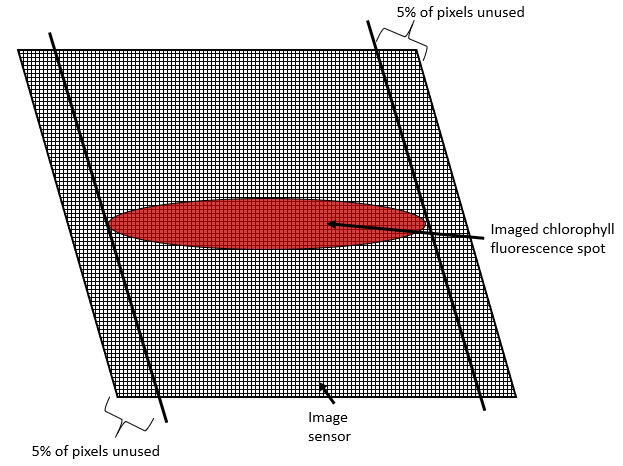 5% of pixels unused
Imaged chlorophyll
fluorescence spot
Image
sensor
5% of pixels unused